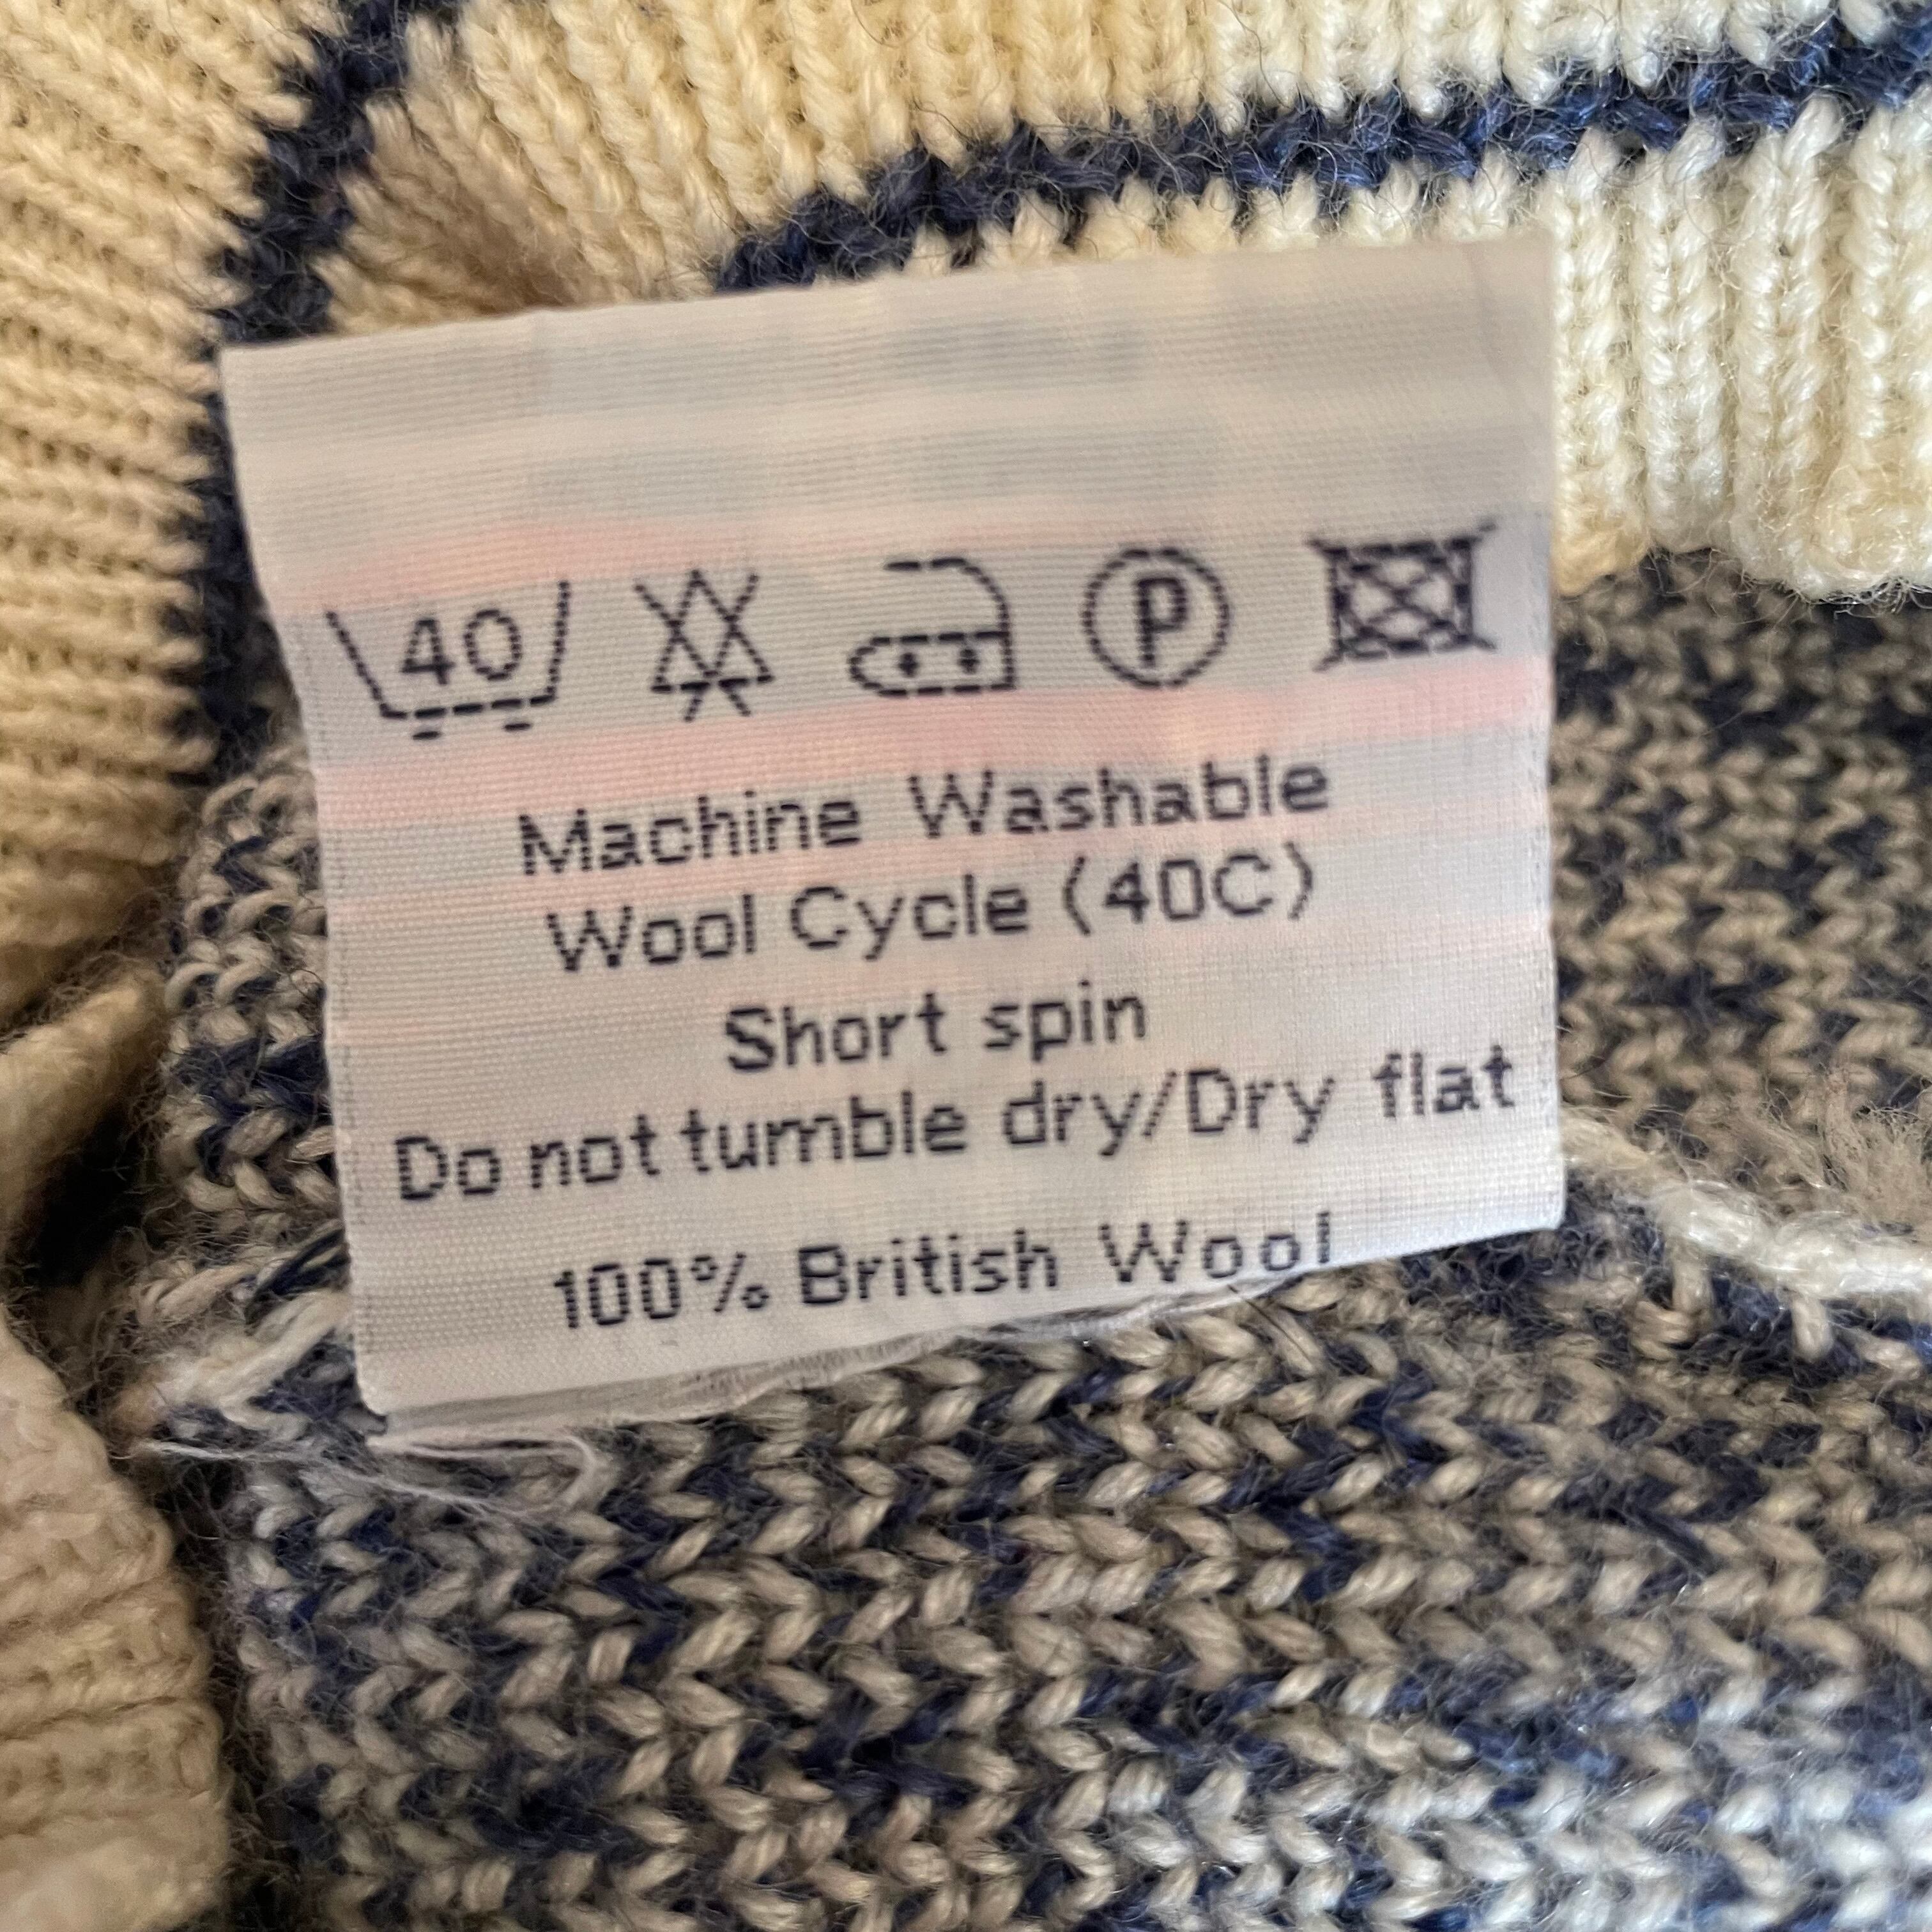 40 P
Machine Washable
Wool Cycle (40C)
Short spin
Do not tumble dry/Dry flat
100% British Wool